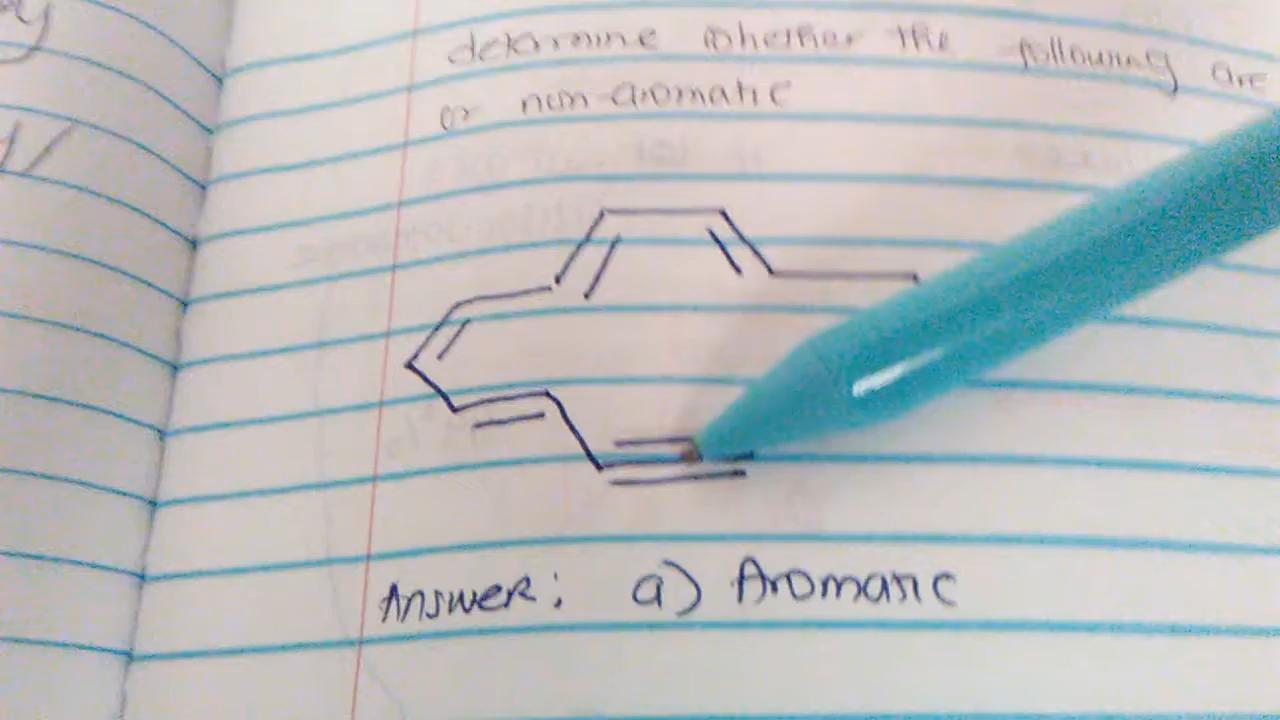 determine whether the following are
or non-aromatic
Answer: a) Aromatic